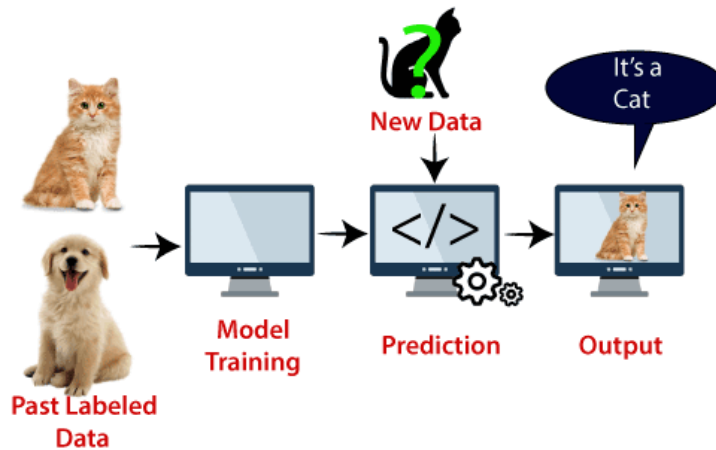 It's a
Cat
?
New Data
</>
Model
Training
Prediction
Output
Past Labeled
Data